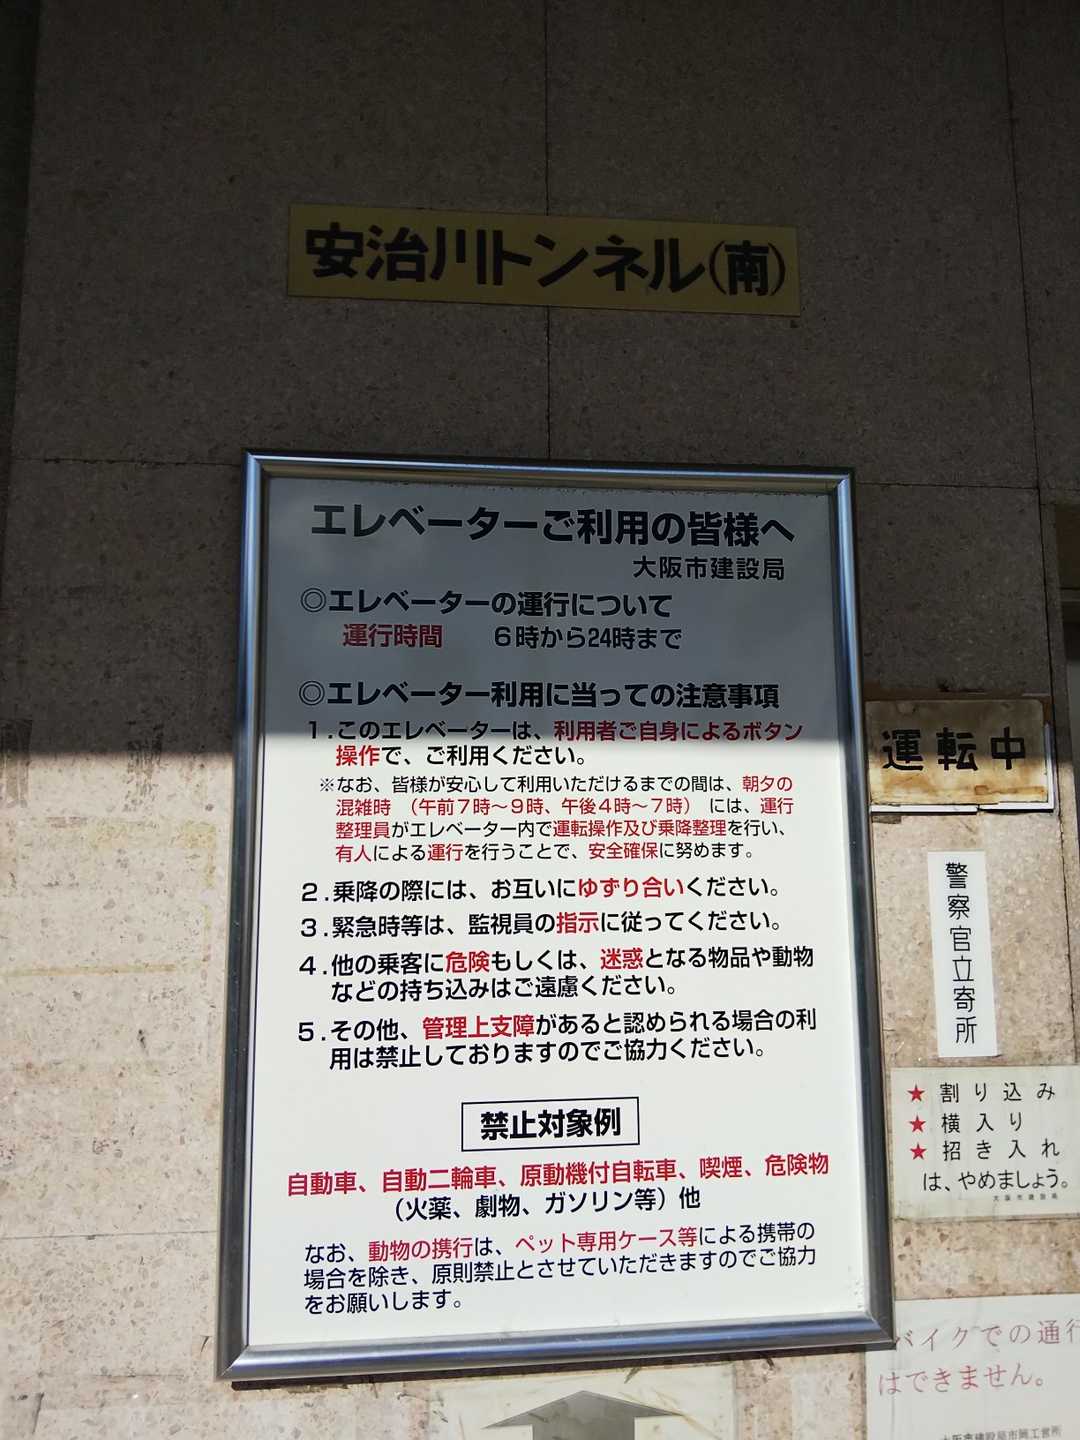 安治川トンネル(南)
エレベーターご利用の皆様へ
大阪市建設局
◎エレベーターの運行について
運行時間　6時から24時まで
◎エレベーター利用に当っての注意事項
1.このエレベーターは、利用者ご自身によるボタン
操作で、ご利用ください。
※なお、皆様が安心して利用いただけるまでの間は、朝夕の
混雑時 （午前7時～9時、午後4時～7時） には、運行
整理員がエレベーター内で運転操作及び乗降整理を行い、
有人による運行を行うことで、安全確保に努めます。
2.乗降の際には、お互いにゆずり合いください。
3.緊急時等は、監視員の指示に従ってください。
4.他の乗客に危険もしくは、迷惑となる物品や動物
などの持ち込みはご遠慮ください。
5.その他、管理上支障があると認められる場合の利
用は禁止しておりますのでご協力ください。
禁止対象例
自動車、自動二輪車、原動機付自転車、喫煙、危険物
（火薬、劇物、ガソリン等）他
なお、動物の携行は、ペット専用ケース等による携帯の
場合を除き、原則禁止とさせていただきますのでご協力
をお願いします。
運転中
警察官立寄所
★割り込み
★横入り
★招き入れ
は、やめましょう。
大阪市建設局
バイクでの通行
はできません。
大阪市建設局市岡工営所